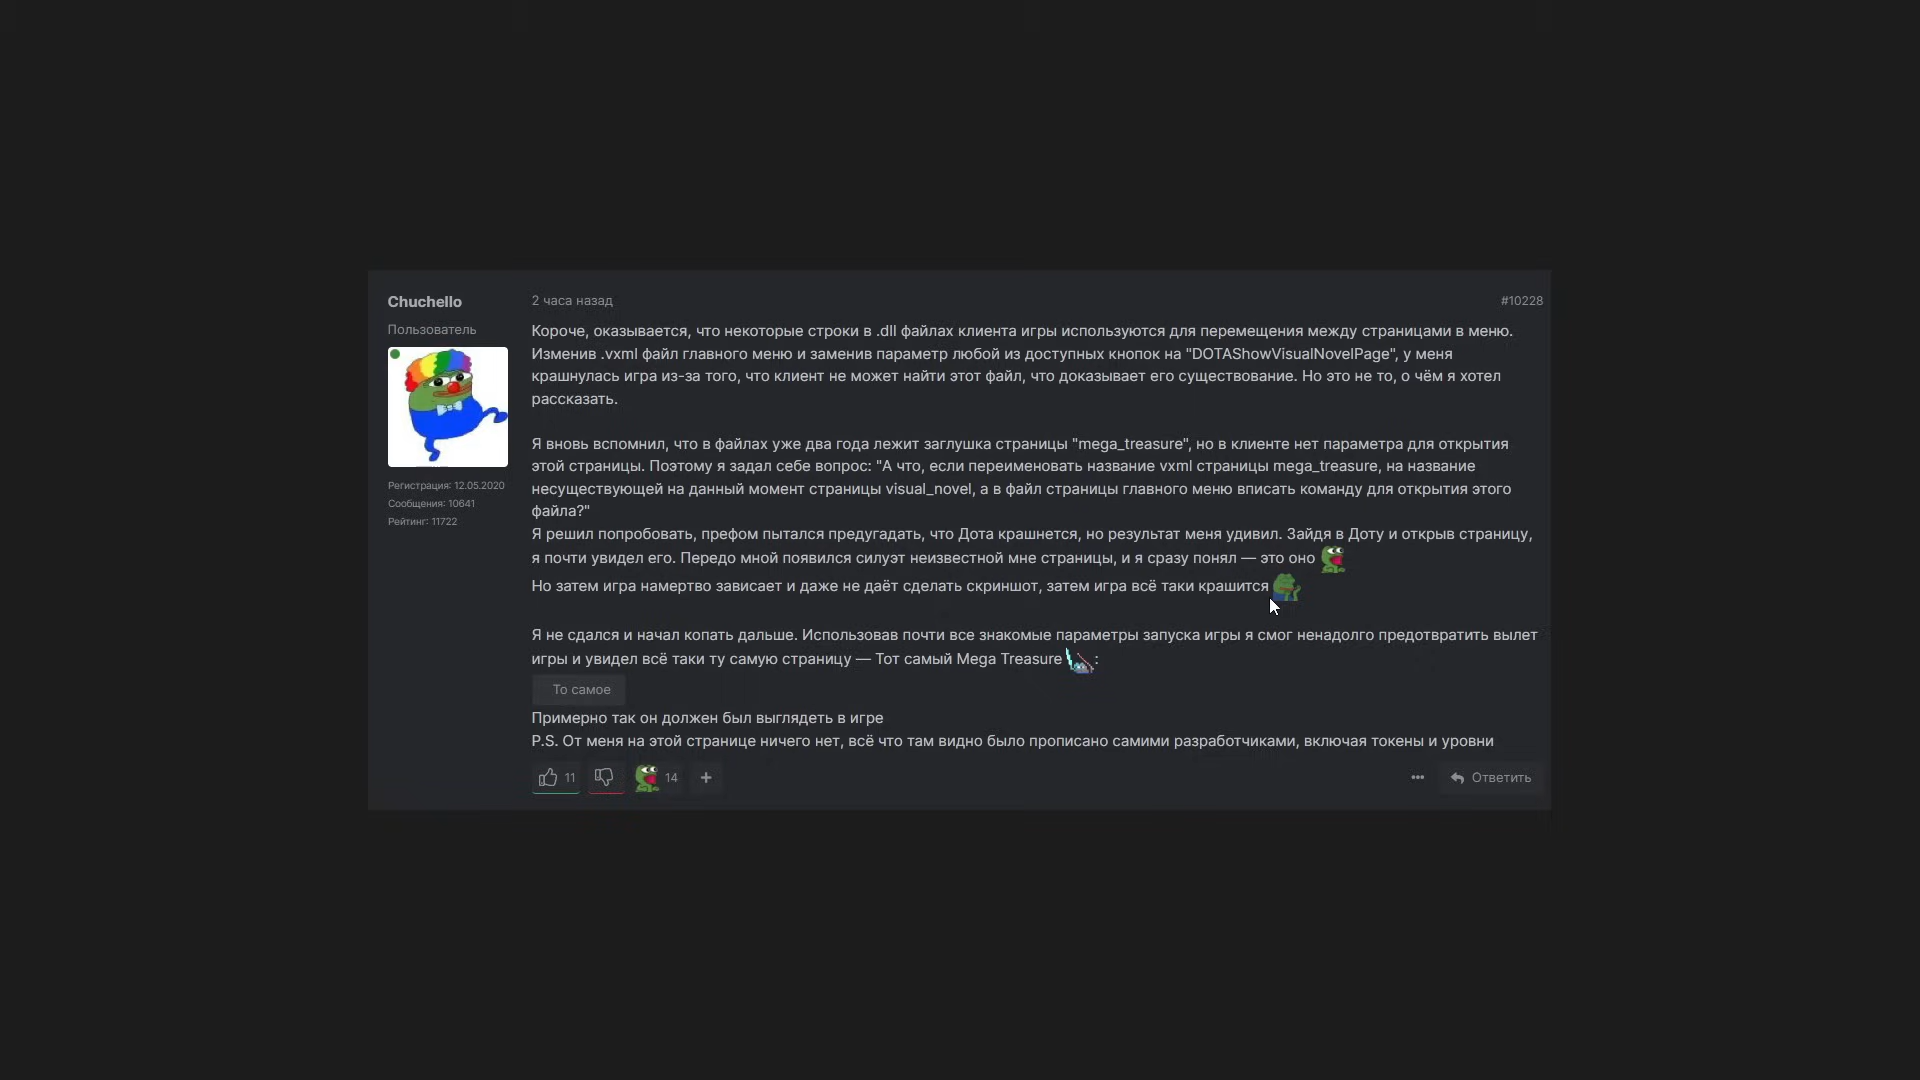 Chuchello
Пользователь
Регистрация: 12.05.2020
Сообщения: 10641
Рейтинг: 11722
2 часа назад
#10228
Короче, оказывается, что некоторые строки в .dll файлах клиента игры используются для перемещения между страницами в меню.
Изменив .vxml файл главного меню и заменив параметр любой из доступных кнопок на "DOTAShowVisualNovelPage", у меня
крашнулась игра из-за того, что клиент не может найти этот файл, что доказывает его существование. Но это не то, о чём я хотел
рассказать.
Я вновь вспомнил, что в файлах уже два года лежит заглушка страницы "mega_treasure", но в клиенте нет параметра для открытия
этой страницы. Поэтому я задал себе вопрос: "А что, если переименовать название vxml страницы mega_treasure, на название
несуществующей на данный момент страницы visual_novel, а в файл страницы главного меню вписать команду для открытия этого
файла?"
Я решил попробовать, префом пытался предугадать, что Дота крашнется, но результат меня удивил. Зайдя в Доту и открыв страницу,
я почти увидел его. Передо мной появился силуэт неизвестной мне страницы, и я сразу понял — это оно
Но затем игра намертво зависает и даже не даёт сделать скриншот, затем игра всё таки крашится
Я не сдался и начал копать дальше. Использовав почти все знакомые параметры запуска игры я смог ненадолго предотвратить вылет
игры и увидел всё таки ту самую страницу — Тот самый Mega Treasure :
То самое
Примерно так он должен был выглядеть в игре
P.S. От меня на этой странице ничего нет, всё что там видно было прописано самими разработчиками, включая токены и уровни
11
14
+
Ответить